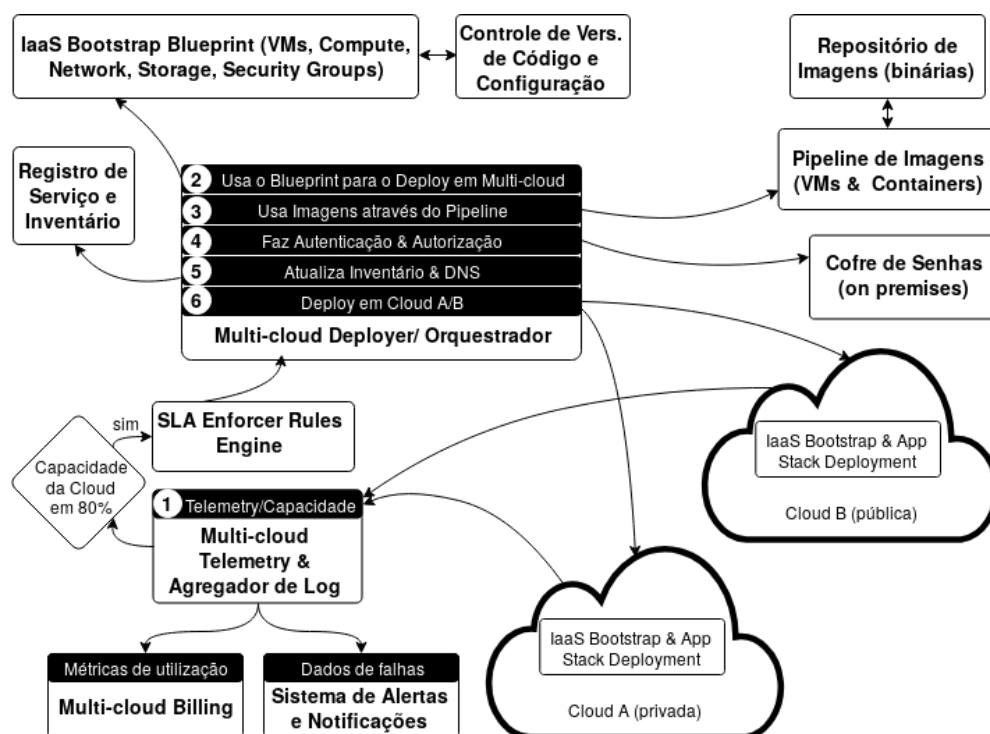 IaaS Bootstrap Blueprint (VMs, Compute,
Network, Storage, Security Groups)
Controle de Vers.
de Código e
Configuração
Repositório de
Imagens (binárias)
Pipeline de Imagens
(VMs & Containers)
Registro de
Serviço e
Inventário
2 Usa o Blueprint para o Deploy em Multi-cloud
3 Usa Imagens através do Pipeline
4 Faz Autenticação & Autorização
5 Atualiza Inventário & DNS
6 Deploy em Cloud A/B
Multi-cloud Deployer/ Orquestrador
Cofre de Senhas
(on premises)
sim
SLA Enforcer Rules
Engine
Capacidade
da Cloud
em 80%
1 Telemetry/Capacidade
Multi-cloud
Telemetry &
Agregador de Log
IaaS Bootstrap & App
Stack Deployment
Cloud B (pública)
IaaS Bootstrap & App
Stack Deployment
Cloud A (privada)
Métricas de utilização
Multi-cloud Billing
Dados de falhas
Sistema de Alertas
e Notificações